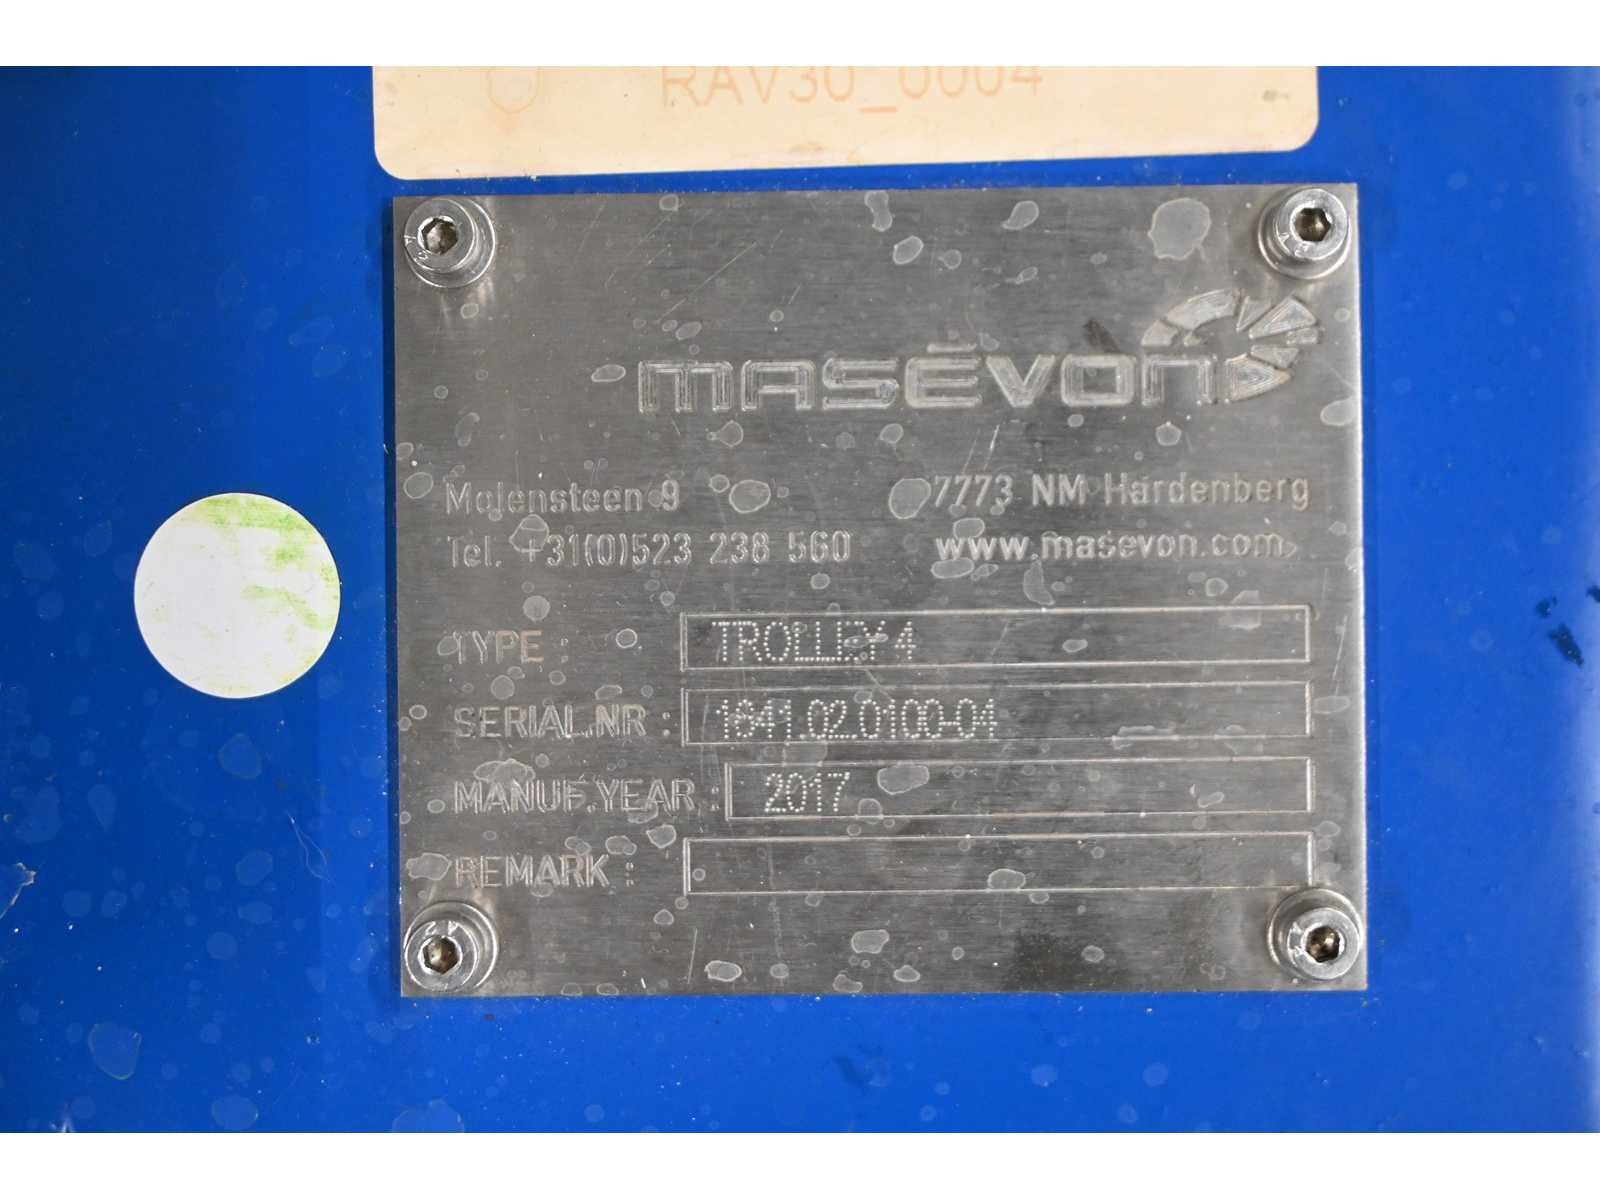 RAV30_0004
MASÉVON
Molensteen 9 7773 NM Hardenberg
Tel. +31(0)523 238 560 www.masevon.com
TYPE : TROLLEY 4
SERIAL.NR : 1641.02.0100-04
MANUF.YEAR : 2017
REMARK :